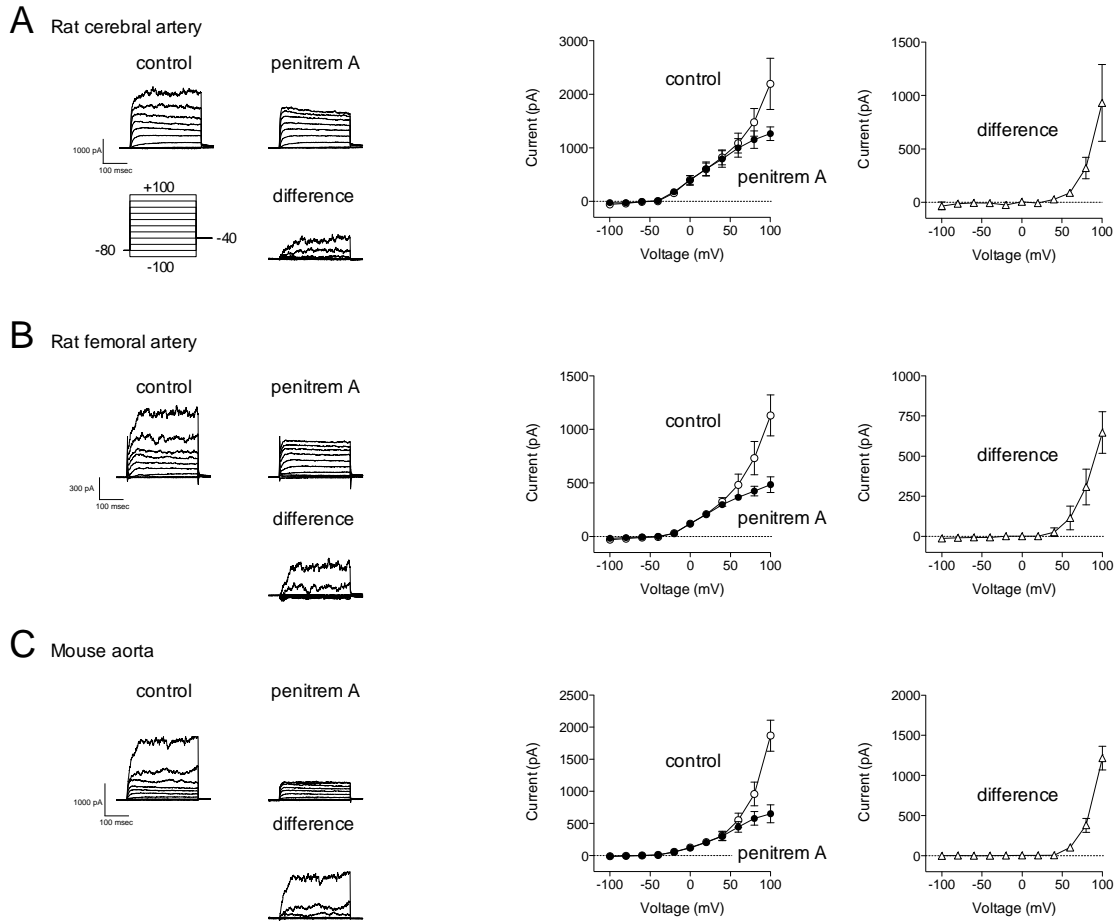 A Rat cerebral artery
control
penitrem A
1000 pA
100 msec
difference
+100
-80
-40
-100
3000
2000
1000
0
Current (pA)
control
penitrem A
-100 -50 0 50 100
Voltage (mV)
1500
1000
500
0
Current (pA)
difference
-100 -50 0 50 100
Voltage (mV)
B Rat femoral artery
control
penitrem A
300 pA
100 msec
difference
1500
1000
500
0
Current (pA)
control
penitrem A
-100 -50 0 50 100
Voltage (mV)
1000
750
500
250
0
Current (pA)
difference
-100 -50 0 50 100
Voltage (mV)
C Mouse aorta
control
penitrem A
1000 pA
100 msec
difference
2500
2000
1500
1000
500
0
Current (pA)
control
penitrem A
-100 -50 0 50 100
Voltage (mV)
2000
1500
1000
500
0
Current (pA)
difference
-100 -50 0 50 100
Voltage (mV)